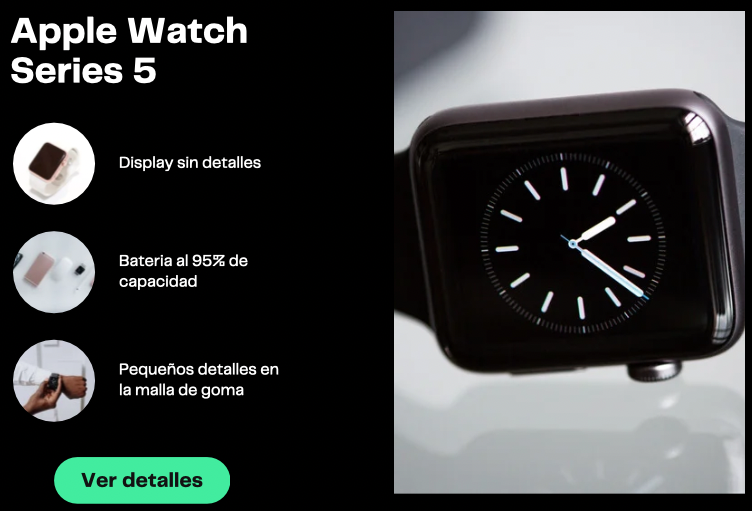 Apple Watch
Series 5
Display sin detalles
Bateria al 95% de
capacidad
Pequeños detalles en
la malla de goma
Ver detalles